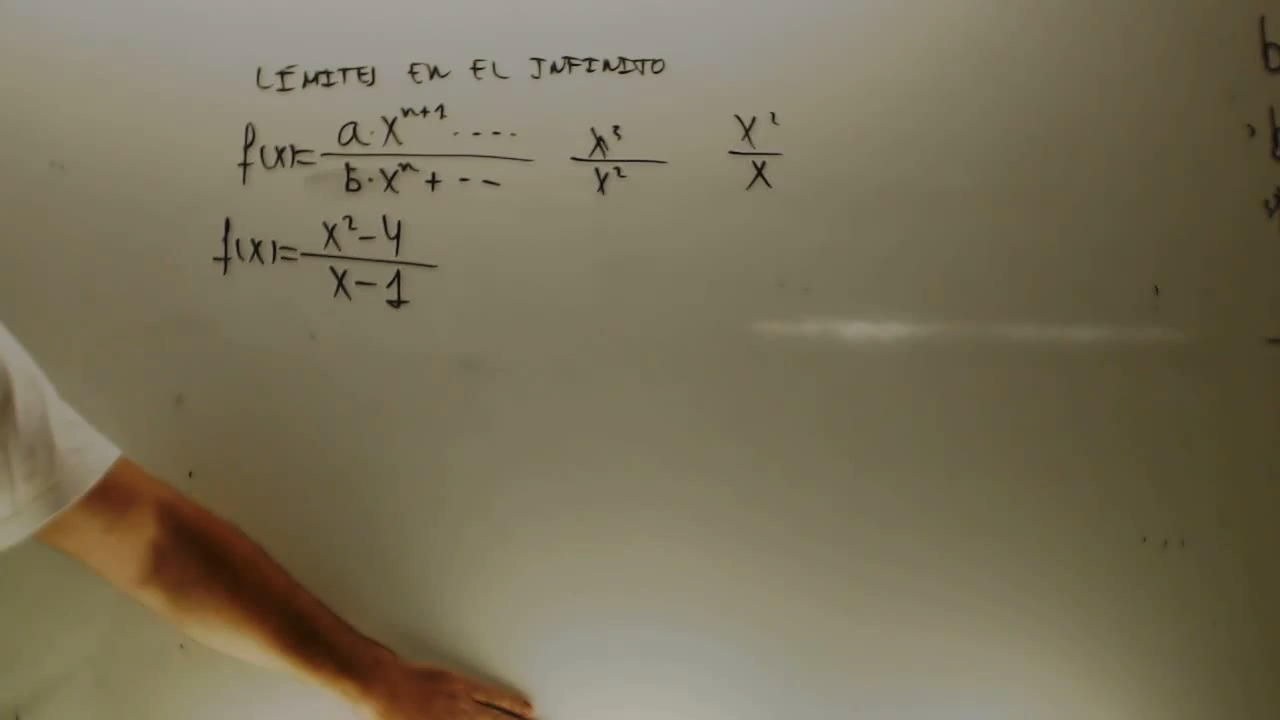 LÍMITES EN EL INFINITO
f(x)= a·x^{n+1} .... / b·x^n + -- x^3 / x^2 x^2 / x
f(x)= x^2-4 / x-1